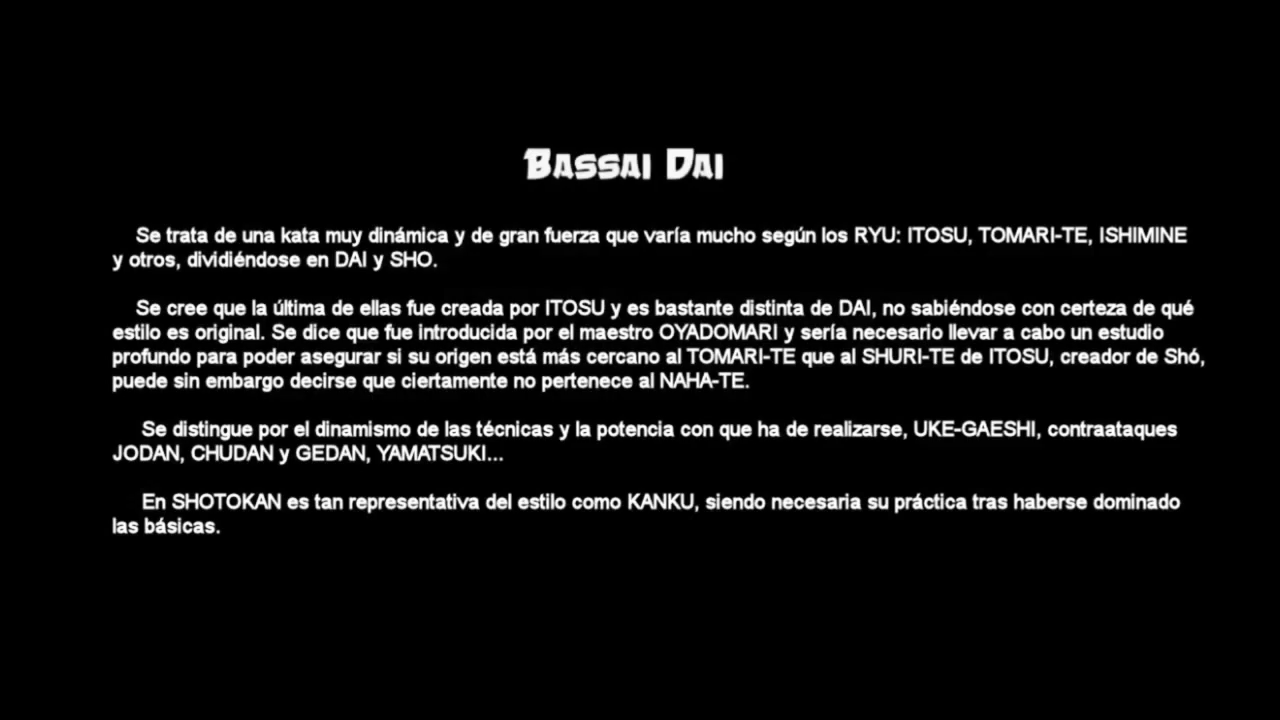 Bassai Dai
Se trata de una kata muy dinámica y de gran fuerza que varía mucho según los RYU: ITOSU, TOMARI-TE, ISHIMINE
y otros, dividiéndose en DAI y SHO.
Se cree que la última de ellas fue creada por ITOSU y es bastante distinta de DAI, no sabiéndose con certeza de qué
estilo es original. Se dice que fue introducida por el maestro OYADOMARI y sería necesario llevar a cabo un estudio
profundo para poder asegurar si su origen está más cercano al TOMARI-TE que al SHURI-TE de ITOSU, creador de Shó,
puede sin embargo decirse que ciertamente no pertenece al NAHA-TE.
Se distingue por el dinamismo de las técnicas y la potencia con que ha de realizarse, UKE-GAESHI, contraataques
JODAN, CHUDAN y GEDAN, YAMATSUKI...
En SHOTOKAN es tan representativa del estilo como KANKU, siendo necesaria su práctica tras haberse dominado
las básicas.